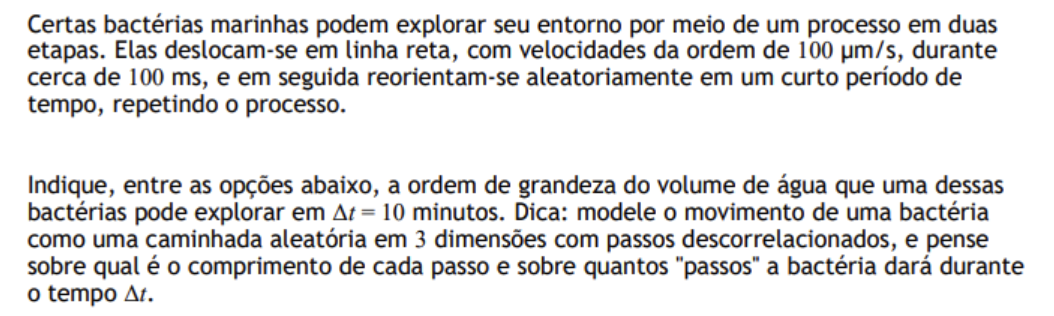 Certas bactérias marinhas podem explorar seu entorno por meio de um processo em duas
etapas. Elas deslocam-se em linha reta, com velocidades da ordem de 100 µm/s, durante
cerca de 100 ms, e em seguida reorientam-se aleatoriamente em um curto período de
tempo, repetindo o processo.
Indique, entre as opções abaixo, a ordem de grandeza do volume de água que uma dessas
bactérias pode explorar em Δt = 10 minutos. Dica: modele o movimento de uma bactéria
como uma caminhada aleatória em 3 dimensões com passos descorrelacionados, e pense
sobre qual é o comprimento de cada passo e sobre quantos "passos" a bactéria dará durante
o tempo Δt.